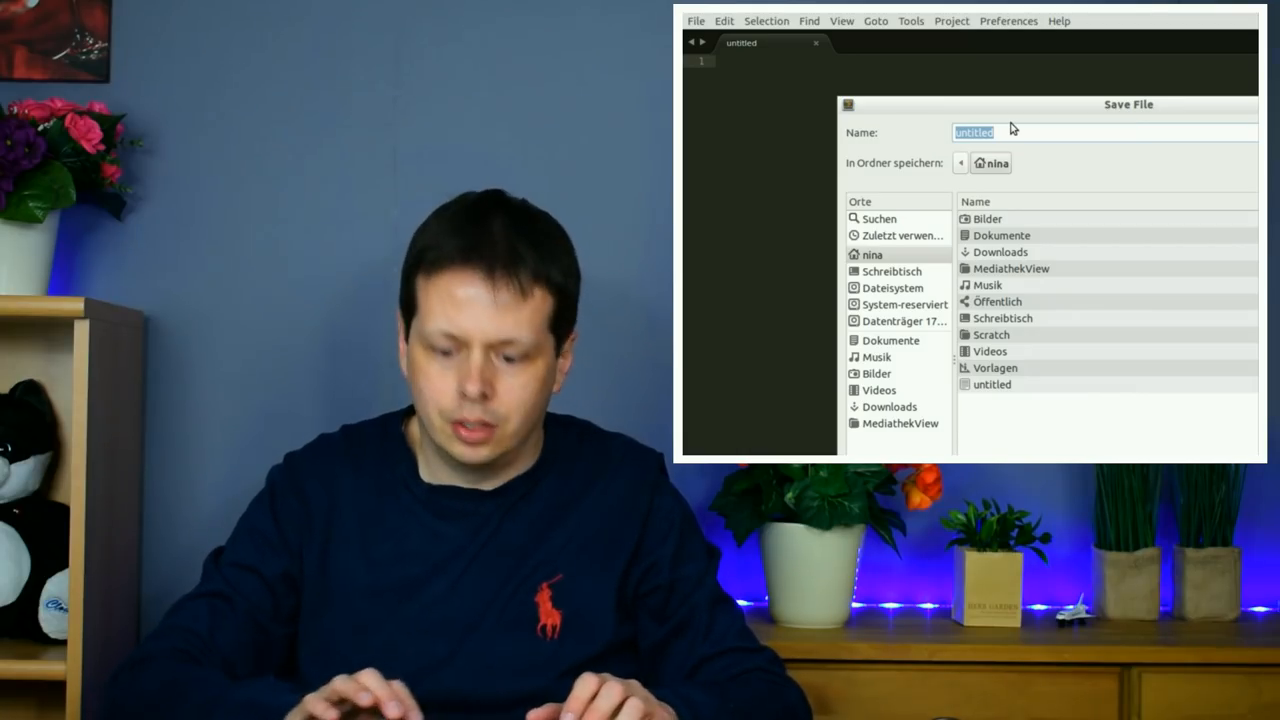 File Edit Selection Find View Goto Tools Project Preferences Help
untitled
1
Save File
Name: untitled
In Ordner speichern: nina
Orte
Suchen
Zuletzt verwen...
nina
Schreibtisch
Dateisystem
System-reserviert
Datenträger 17...
Dokumente
Musik
Bilder
Videos
Downloads
MediathekView
Name
Bilder
Dokumente
Downloads
MediathekView
Musik
Öffentlich
Schreibtisch
Scratch
Videos
Vorlagen
untitled